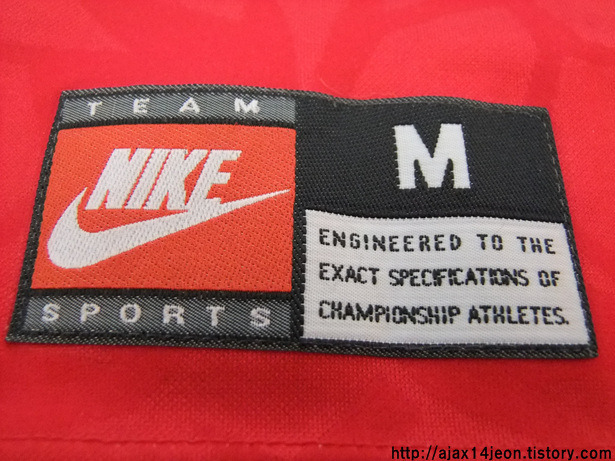 TEAM
NIKE
SPORTS
M
ENGINEERED TO THE
EXACT SPECIFICATIONS OF
CHAMPIONSHIP ATHLETES.
http://ajax14jeon.tistory.com